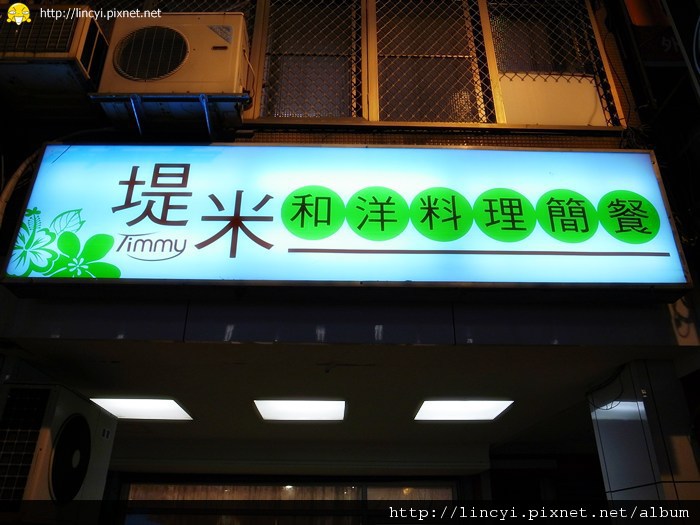 http://lincyi.pixnet.net
堤米
Timmy
和洋料理簡餐
http://lincyi.pixnet.net/album